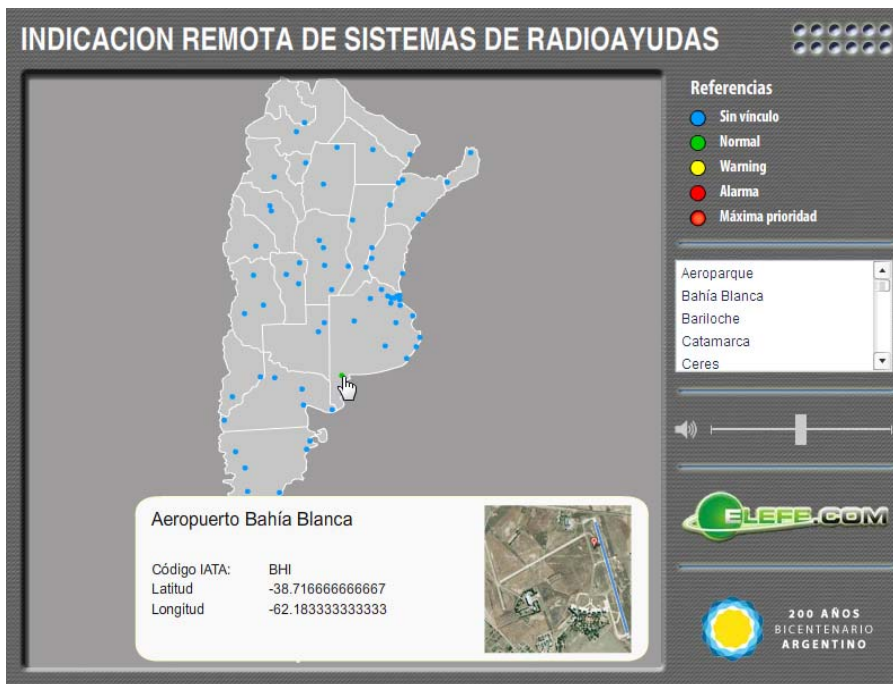 INDICACION REMOTA DE SISTEMAS DE RADIOAYUDAS
Referencias
Sin vínculo
Normal
Warning
Alarma
Máxima prioridad
Aeroparque
Bahía Blanca
Bariloche
Catamarca
Ceres
ELEFE.COM
200 AÑOS
BICENTENARIO
ARGENTINO
Aeropuerto Bahía Blanca
Código IATA: BHI
Latitud -38.716666666667
Longitud -62.183333333333